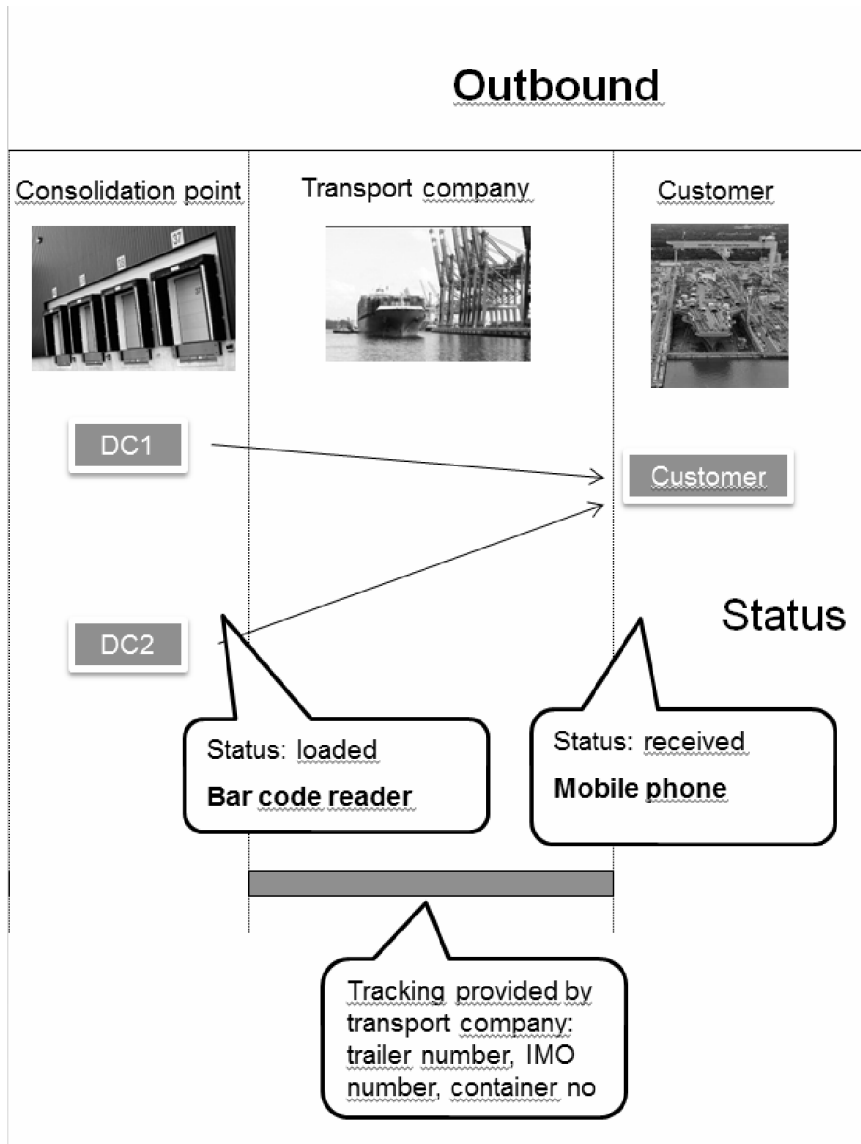 Outbound
Consolidation point
Transport company
Customer
37
DC1
Customer
DC2
Status
Status: loaded
Bar code reader
Status: received
Mobile phone
Tracking provided by
transport company:
trailer number, IMO
number, container no